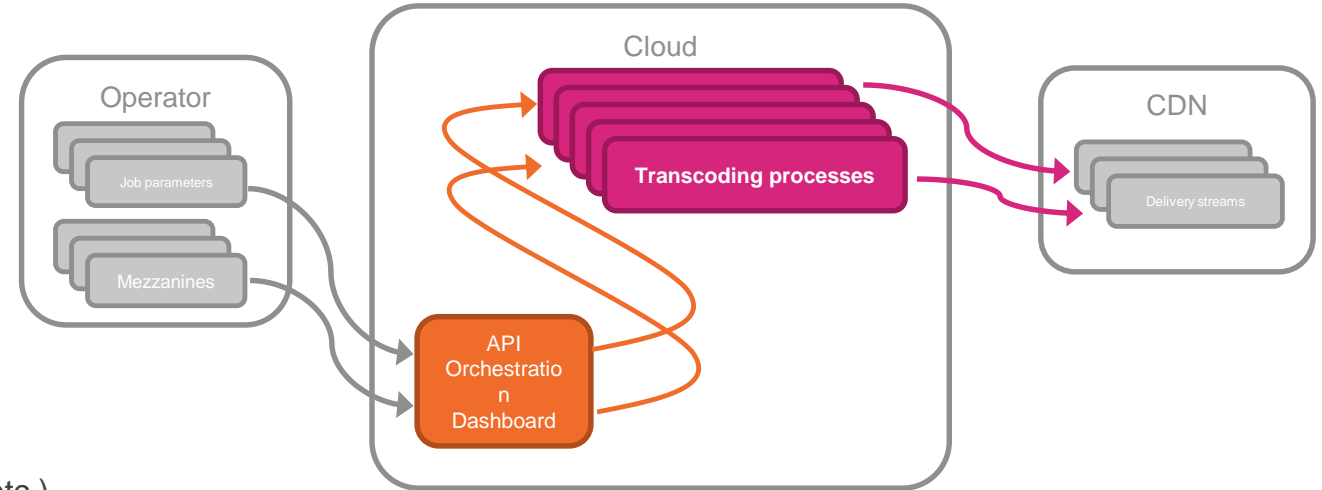 Cloud
Operator
CDN
Job parameters
Transcoding processes
Delivery streams
Mezzanines
API
Orchestratio
n
Dashboard